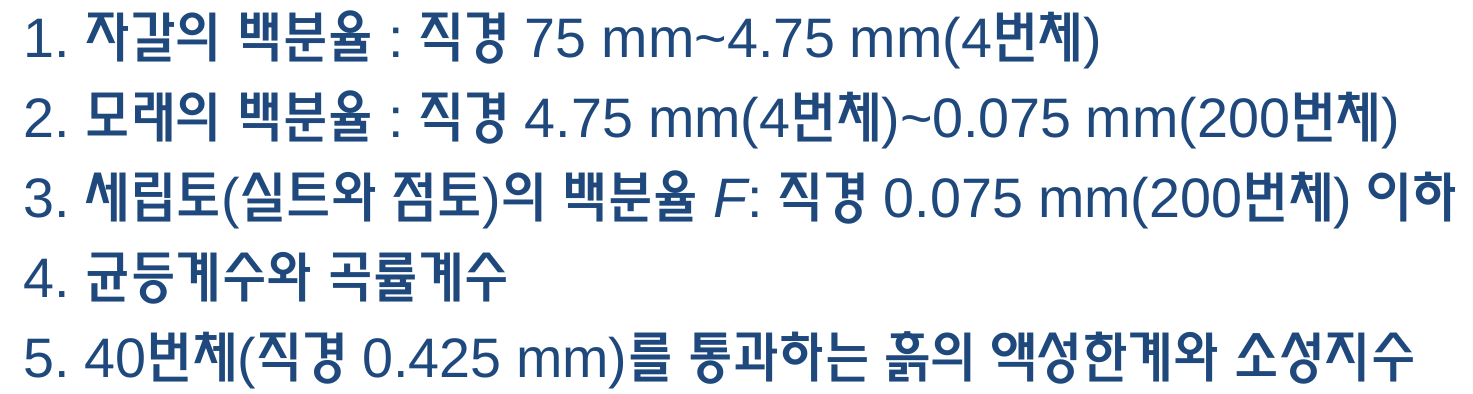 1. 자갈의 백분율 : 직경 75 mm~4.75 mm(4번체)
2. 모래의 백분율 : 직경 4.75 mm(4번체)~0.075 mm(200번체)
3. 세립토(실트와 점토)의 백분율 F: 직경 0.075 mm(200번체) 이하
4. 균등계수와 곡률계수
5. 40번체(직경 0.425 mm)를 통과하는 흙의 액성한계와 소성지수